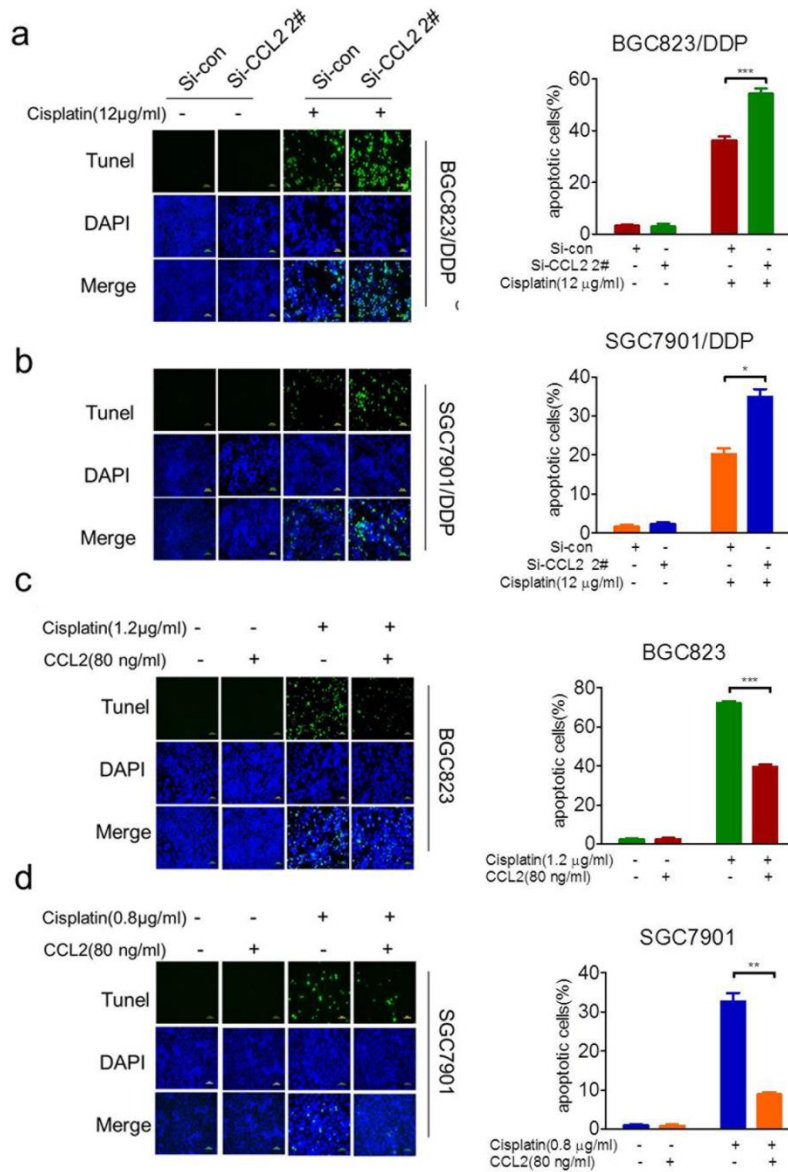 a
Si-con Si-CCL2 2# Si-con Si-CCL2 2#
Cisplatin(12µg/ml) - - + +
Tunel
DAPI
Merge
BGC823/DDP
BGC823/DDP
***
apoptotic cells(%)
60
40
20
0
Si-con + - + -
Si-CCL2 2# - + - +
Cisplatin(12 µg/ml) - - + +
b
Tunel
DAPI
Merge
SGC7901/DDP
SGC7901/DDP
*
apoptotic cells(%)
40
30
20
10
0
Si-con + - + -
Si-CCL2 2# - + - +
Cisplatin(12 µg/ml) - - + +
c
Cisplatin(1.2µg/ml) - - + +
CCL2(80 ng/ml) - + - +
Tunel
DAPI
Merge
BGC823
BGC823
***
apoptotic cells(%)
80
60
40
20
0
Cisplatin(1.2 µg/ml) - - + +
CCL2(80 ng/ml) - + - +
d
Cisplatin(0.8µg/ml) - - + +
CCL2(80 ng/ml) - + - +
Tunel
DAPI
Merge
SGC7901
SGC7901
**
apoptotic cells(%)
40
30
20
10
0
Cisplatin(0.8 µg/ml) - - + +
CCL2(80 ng/ml) - + - +